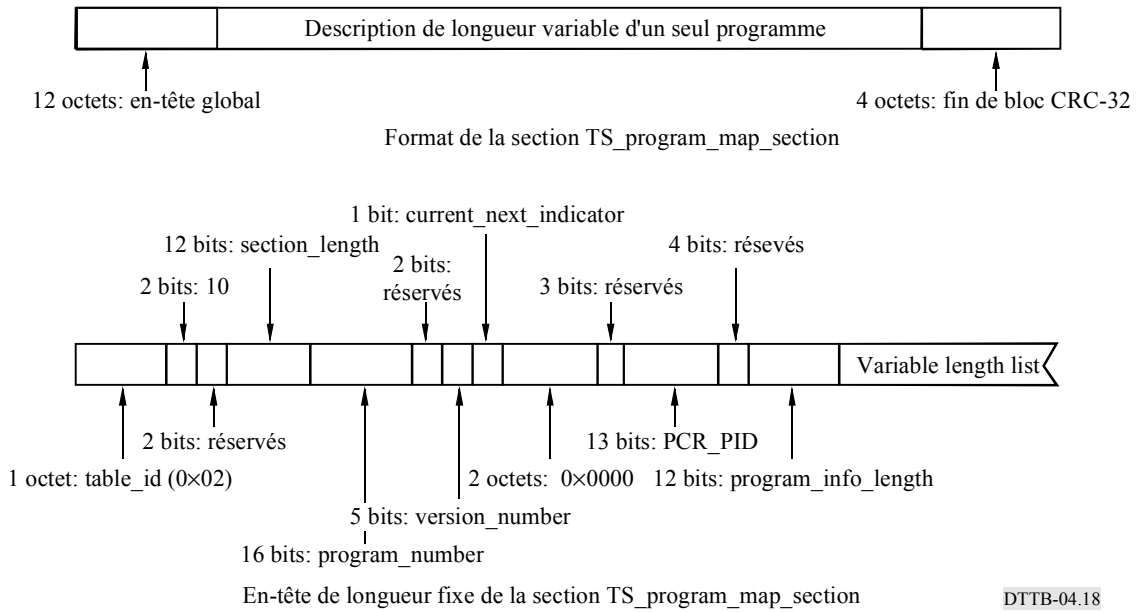 Description de longueur variable d'un seul programme
12 octets: en-tête global
4 octets: fin de bloc CRC-32
Format de la section TS_program_map_section
1 bit: current_next_indicator
12 bits: section_length
2 bits:
réservés
4 bits: résevés
2 bits: 10
3 bits: réservés
Variable length list
2 bits: réservés
13 bits: PCR_PID
1 octet: table_id (0×02)
2 octets: 0×0000
12 bits: program_info_length
5 bits: version_number
16 bits: program_number
En-tête de longueur fixe de la section TS_program_map_section
DTTB-04.18